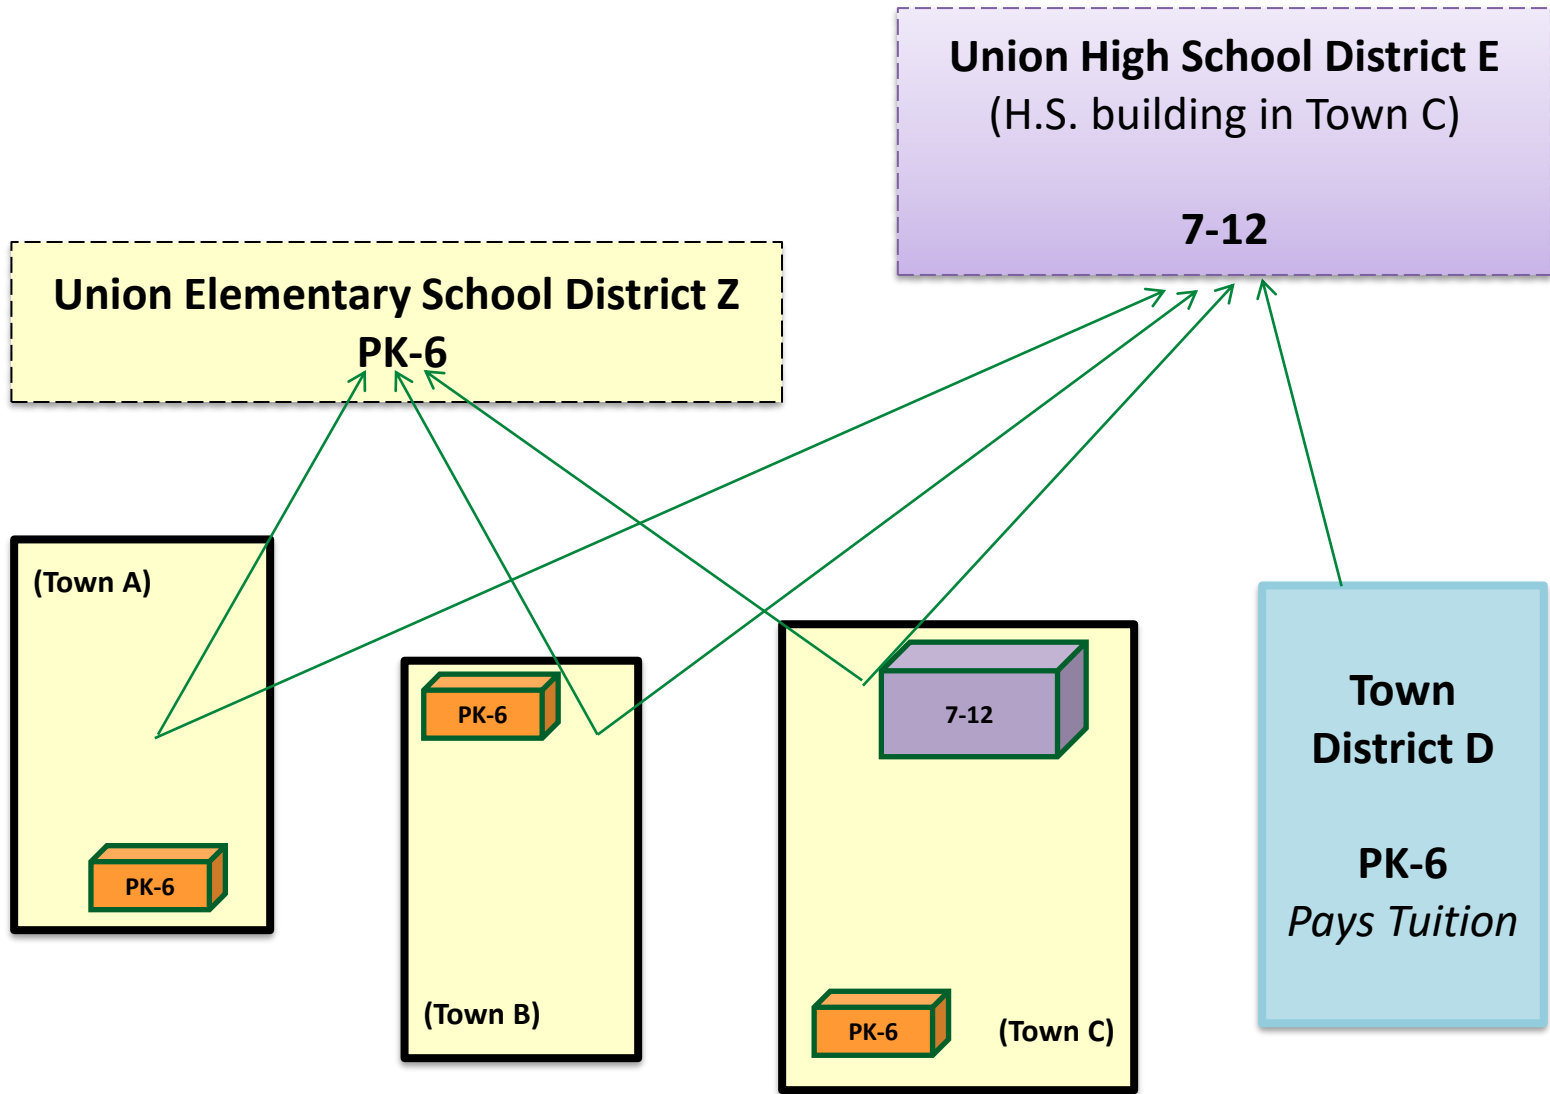 Union High School District E
(H.S. building in Town C)
7-12
Union Elementary School District Z
PK-6
(Town A)
PK-6
PK-6
(Town B)
7-12
PK-6
(Town C)
Town
District D
PK-6
Pays Tuition